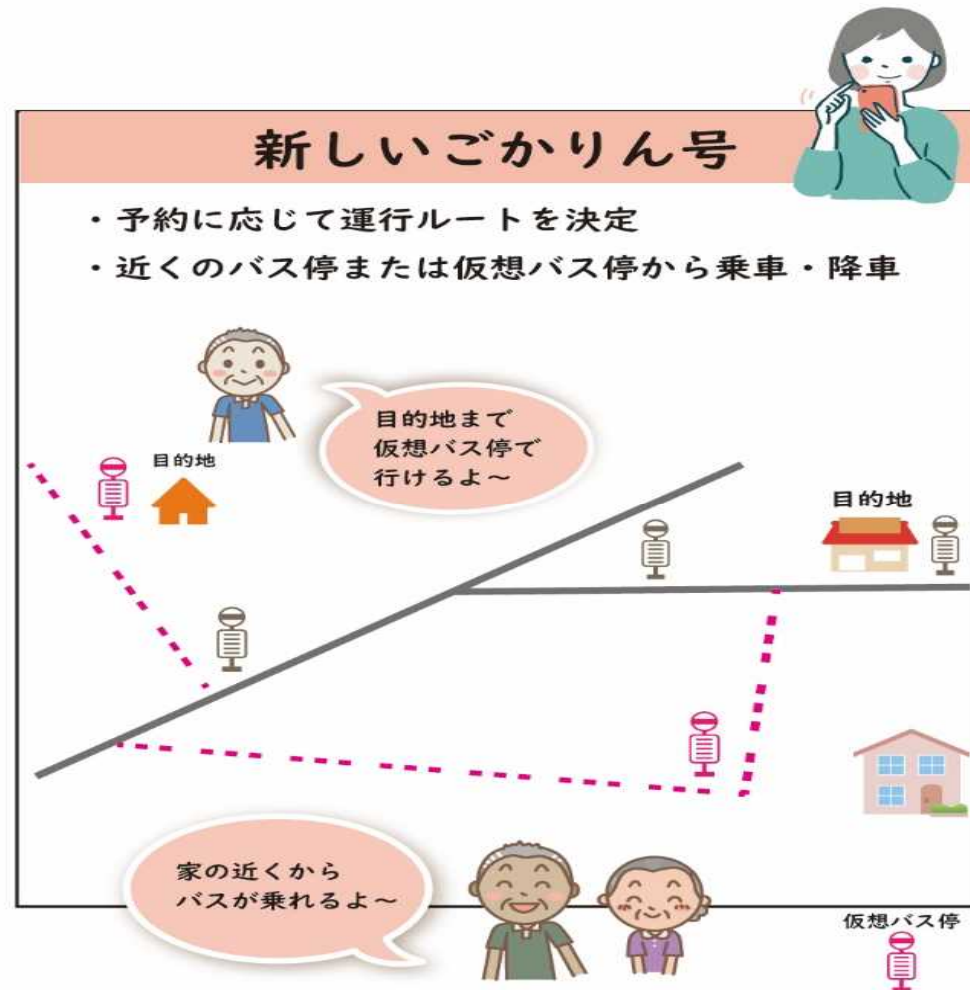 新しいごかりん号
・予約に応じて運行ルートを決定
・近くのバス停または仮想バス停から乗車・降車
目的地まで
仮想バス停で
行けるよ～
目的地
目的地
家の近くから
バスが乗れるよ～
仮想バス停